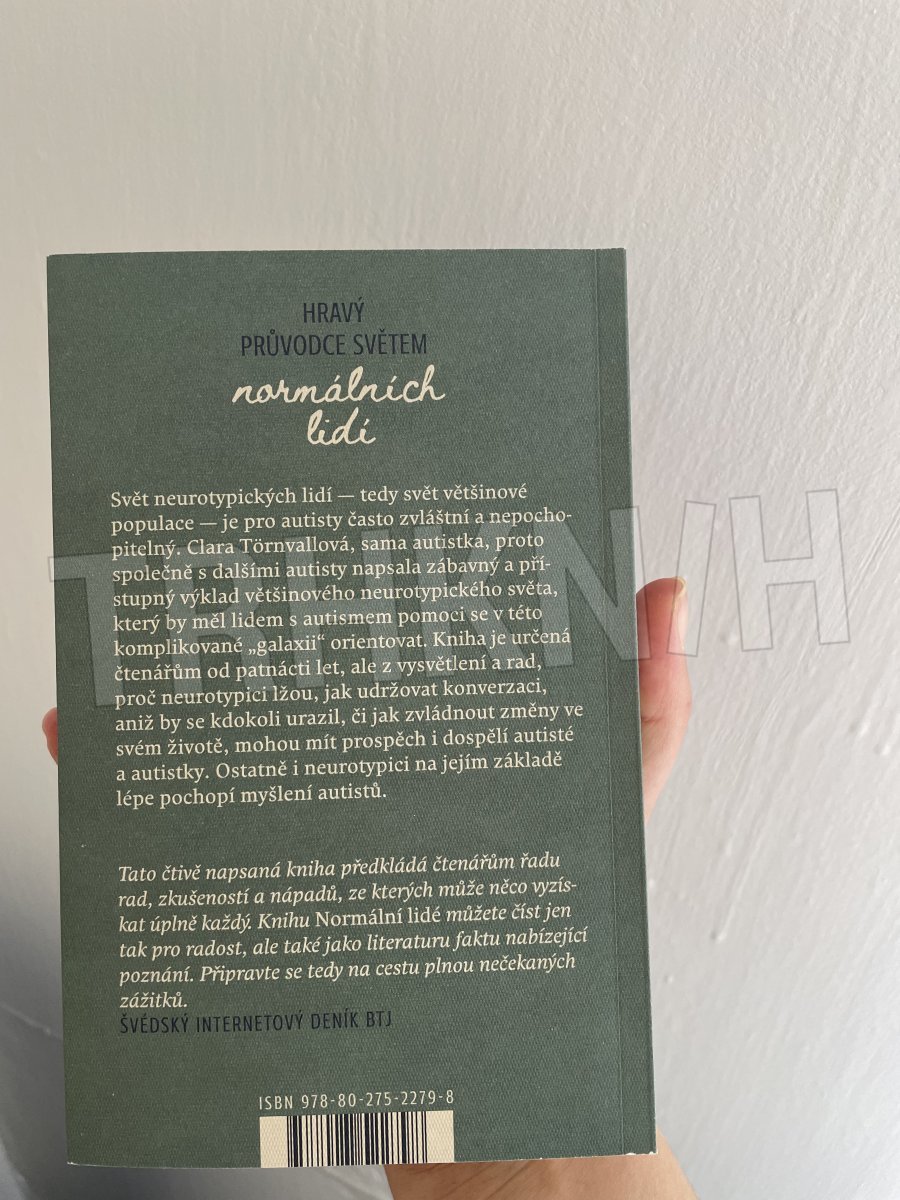 HRAVÝ
PRŮVODCE SVĚTEM
normálních
lidí
Svět neurotypických lidí — tedy svět většinové
populace — je pro autisty často zvláštní a nepocho-
pitelný. Clara Törnvallová, sama autistka, proto
společně s dalšími autisty napsala zábavný a pří-
stupný výklad většinového neurotypického světa,
který by měl lidem s autismem pomoci se v této
komplikované „galaxii“ orientovat. Kniha je určená
čtenářům od patnácti let, ale z vysvětlení a rad,
proč neurotypici lžou, jak udržovat konverzaci,
aniž by se kdokoli urazil, či jak zvládnout změny ve
svém životě, mohou mít prospěch i dospělí autisté
a autistky. Ostatně i neurotypici na jejím základě
lépe pochopí myšlení autistů.
Tato čtivě napsaná kniha předkládá čtenářům řadu
rad, zkušeností a nápadů, ze kterých může něco vyzís-
kat úplně každý. Knihu Normální lidé můžete číst jen
tak pro radost, ale také jako literaturu faktu nabízející
poznání. Připravte se tedy na cestu plnou nečekaných
zážitků.
ŠVÉDSKÝ INTERNETOVÝ DENÍK BTJ
ISBN 978-80-275-2279-8
TRHKNIH